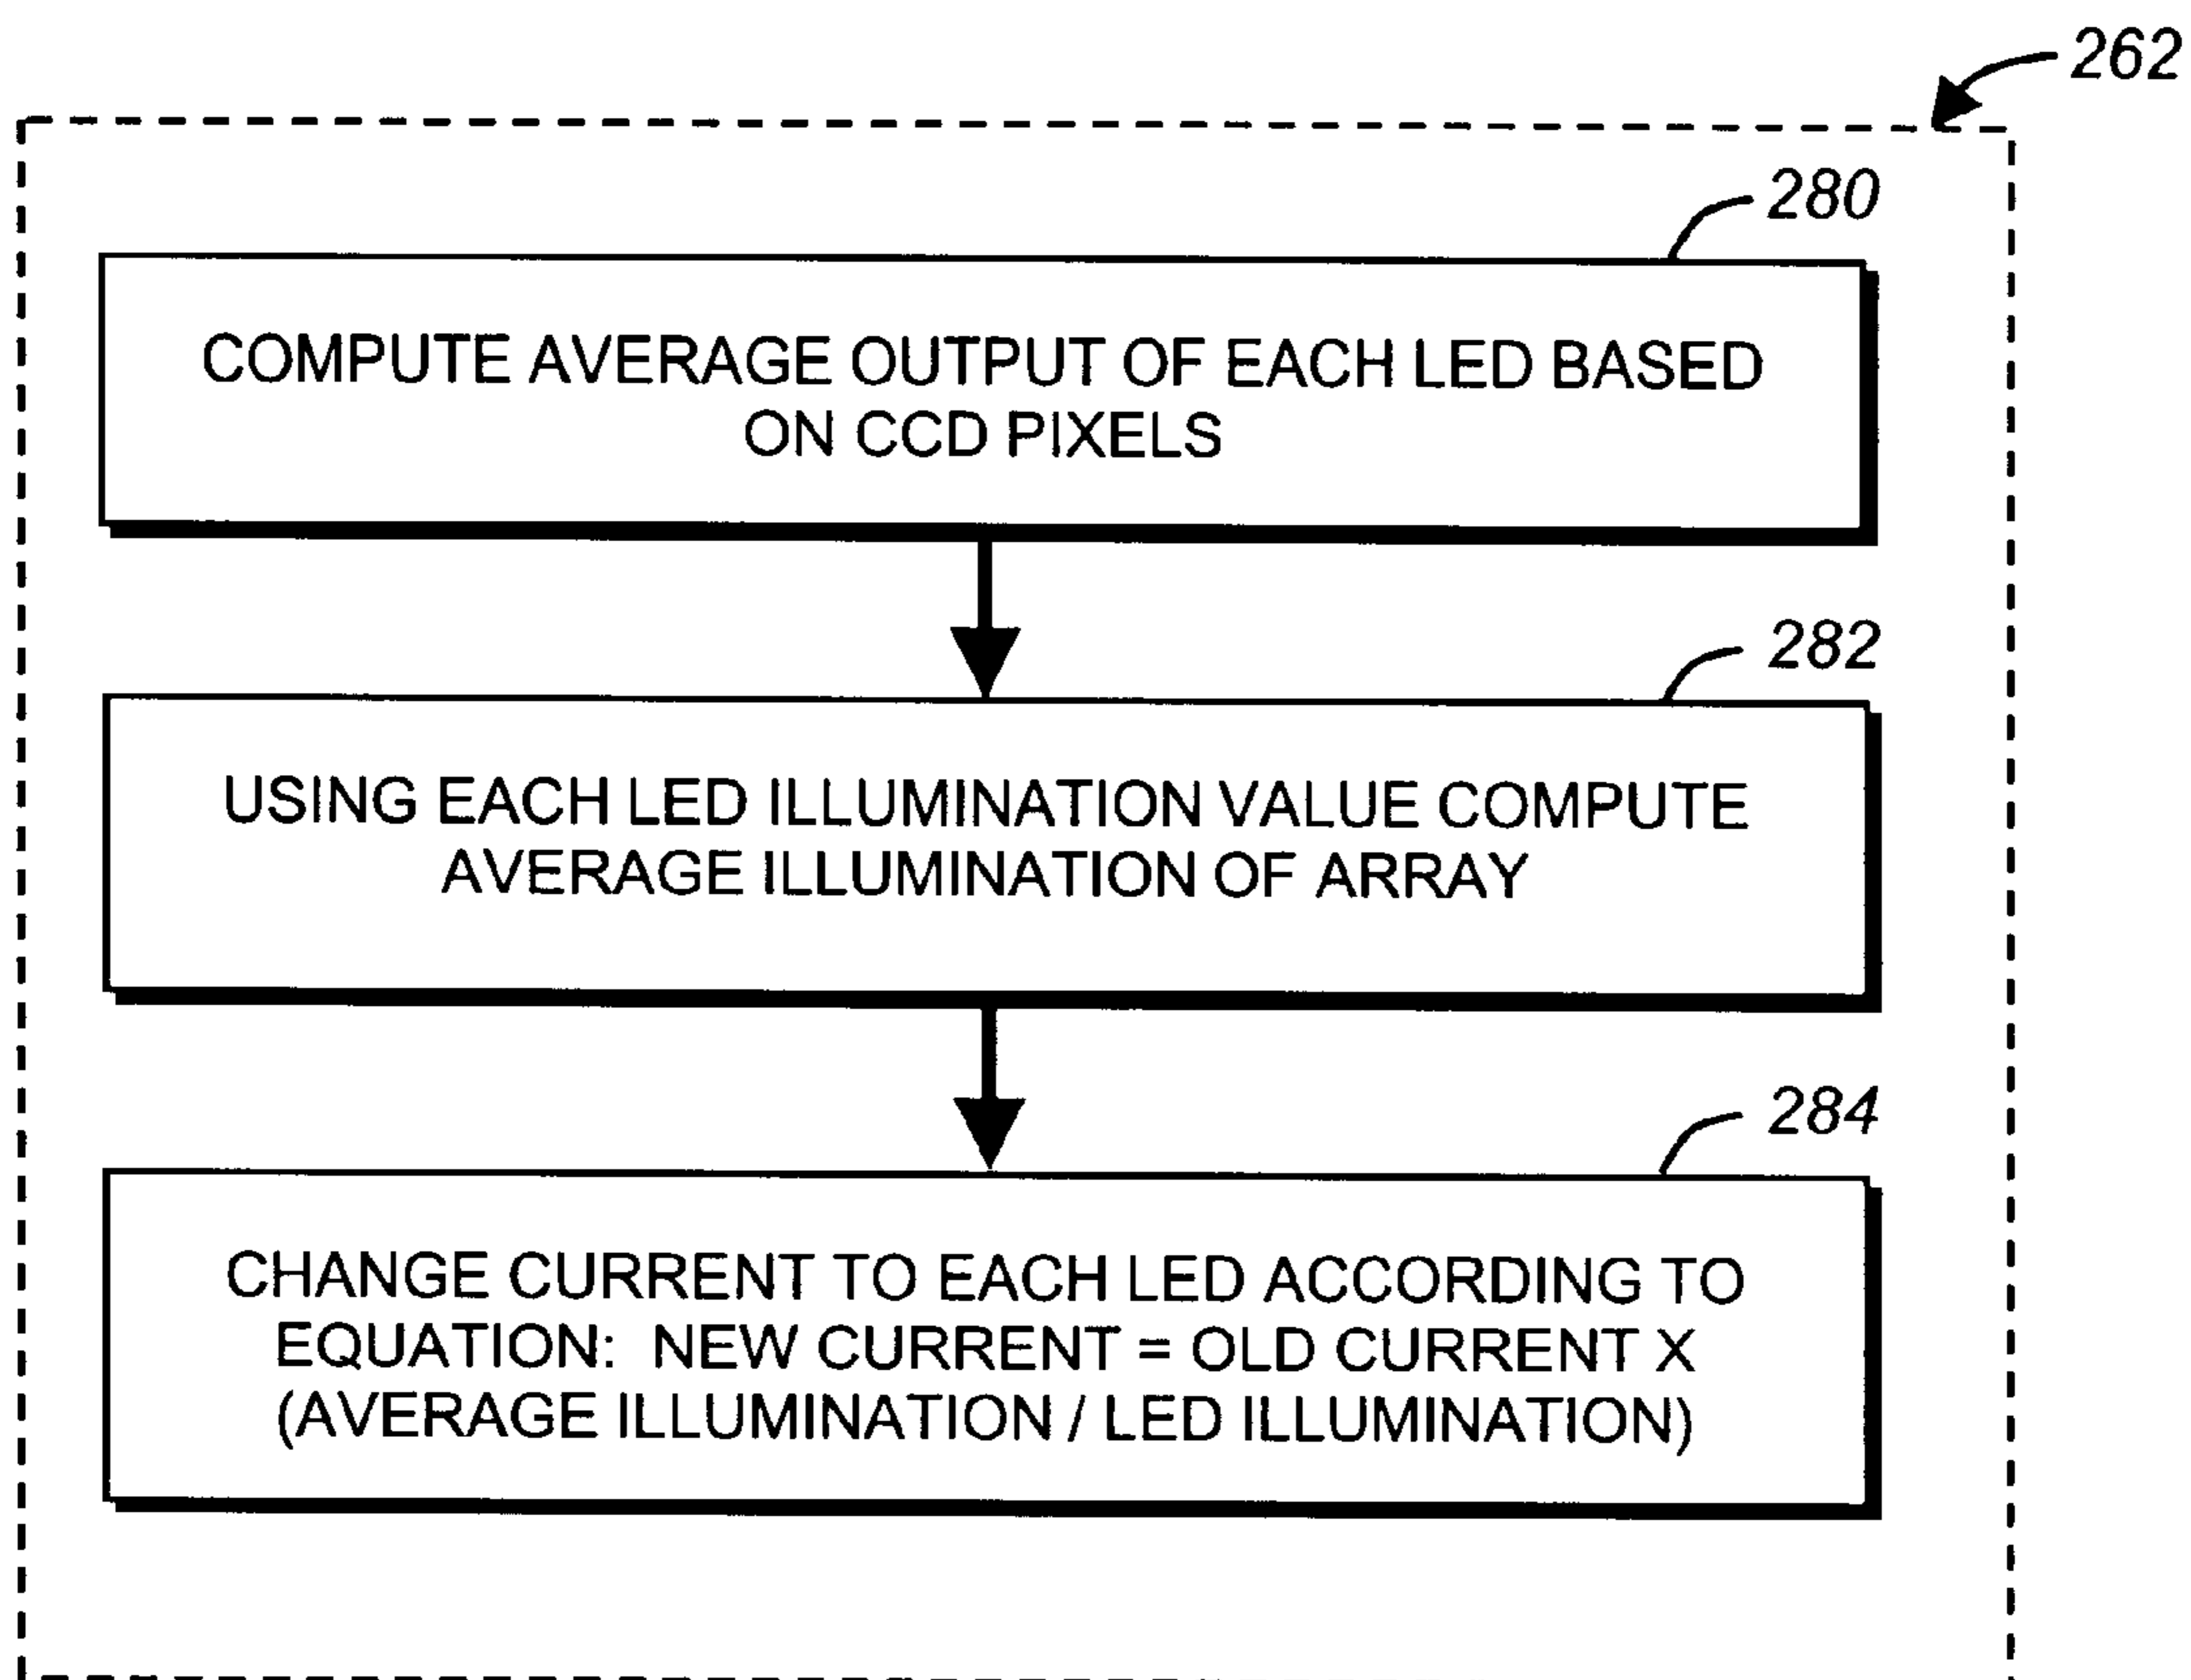 262
280
COMPUTE AVERAGE OUTPUT OF EACH LED BASED
ON CCD PIXELS
282
USING EACH LED ILLUMINATION VALUE COMPUTE
AVERAGE ILLUMINATION OF ARRAY
284
CHANGE CURRENT TO EACH LED ACCORDING TO
EQUATION: NEW CURRENT = OLD CURRENT X
(AVERAGE ILLUMINATION / LED ILLUMINATION)